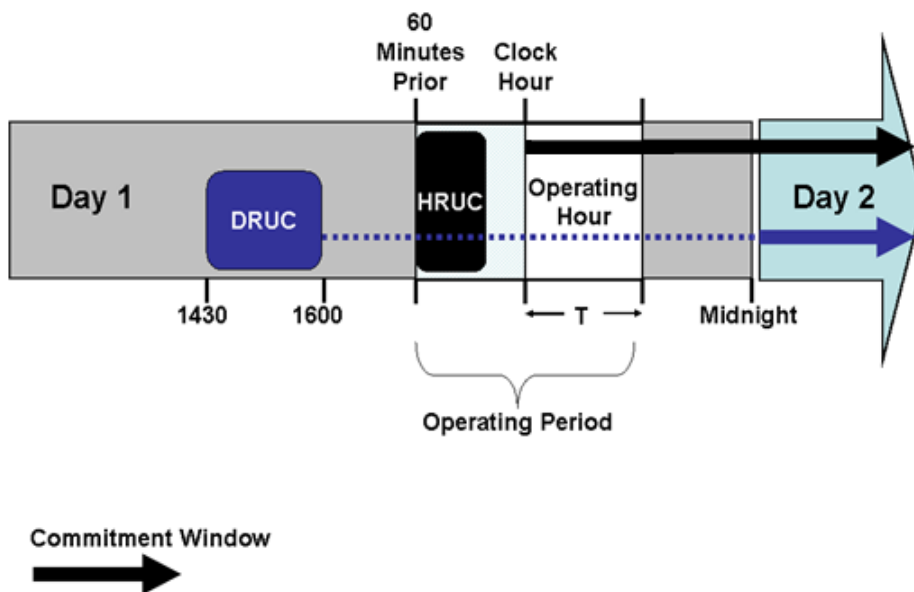 60
Minutes
Prior
Clock
Hour
Day 1
DRUC
HRUC
Operating
Hour
Day 2
1430
1600
T
Midnight
Operating Period
Commitment Window